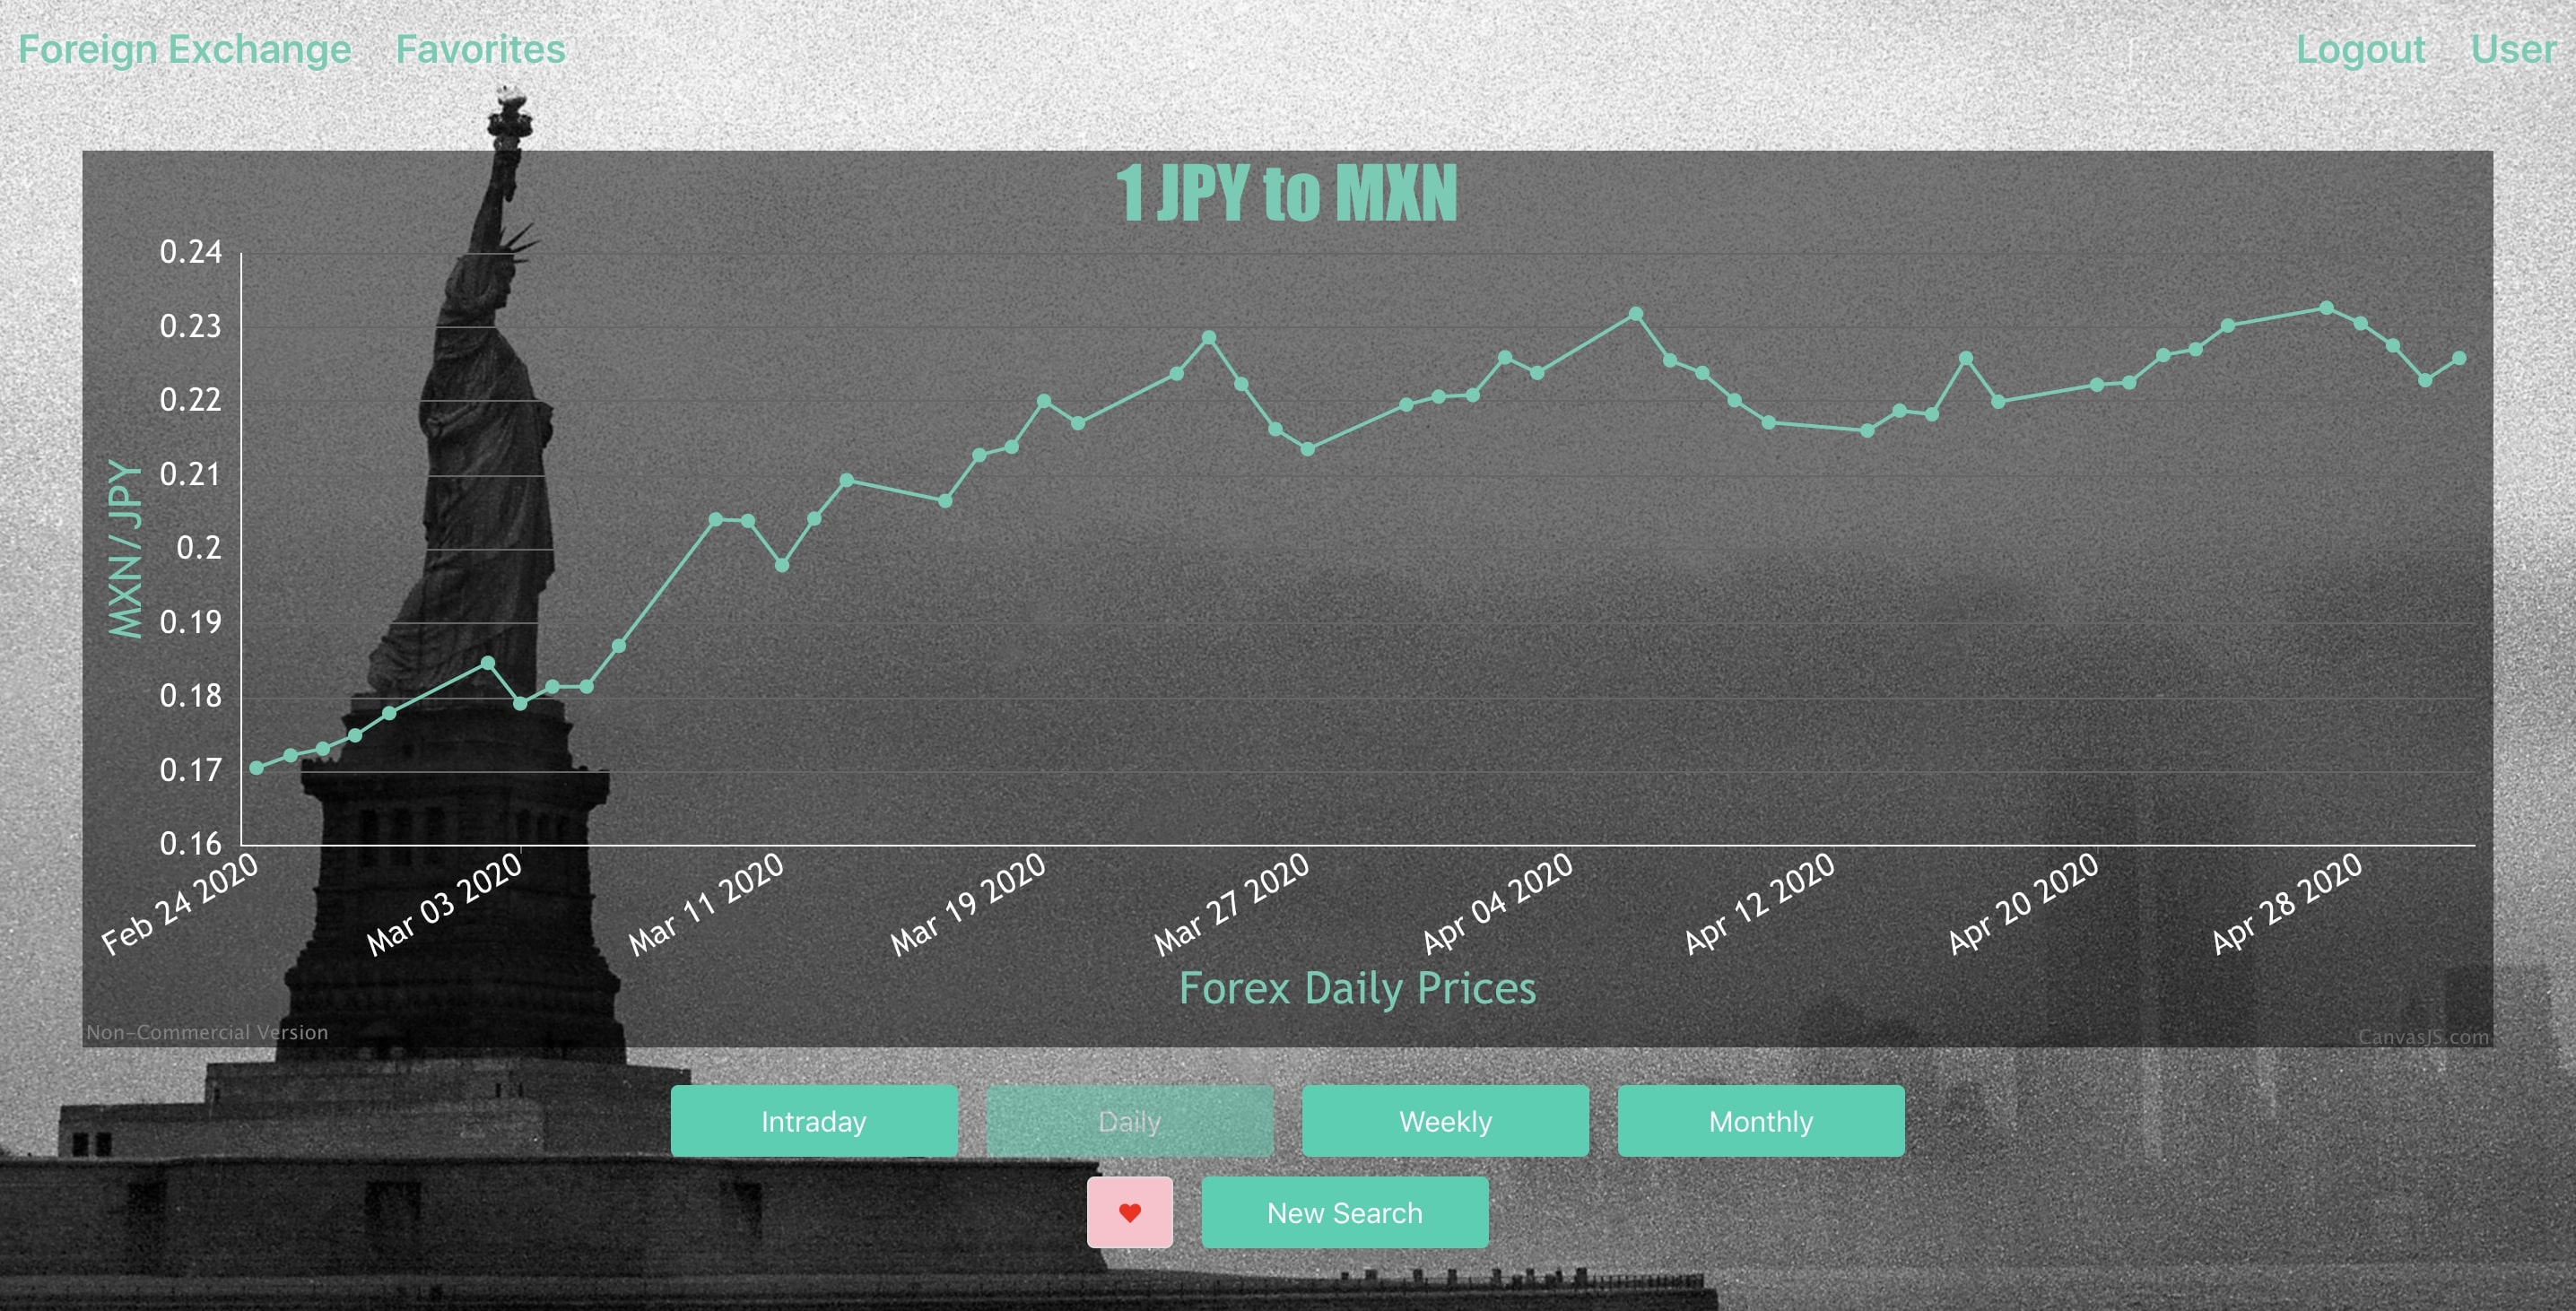 Foreign Exchange Favorites Logout User
1 JPY to MXN
0.24
0.23
0.22
0.21
0.2
0.19
0.18
0.17
0.16
MXN / JPY
Feb 24 2020
Mar 03 2020
Mar 11 2020
Mar 19 2020
Mar 27 2020
Apr 04 2020
Apr 12 2020
Apr 20 2020
Apr 28 2020
Forex Daily Prices
Non-Commercial Version
CanvasJS.com
Intraday Daily Weekly Monthly
New Search